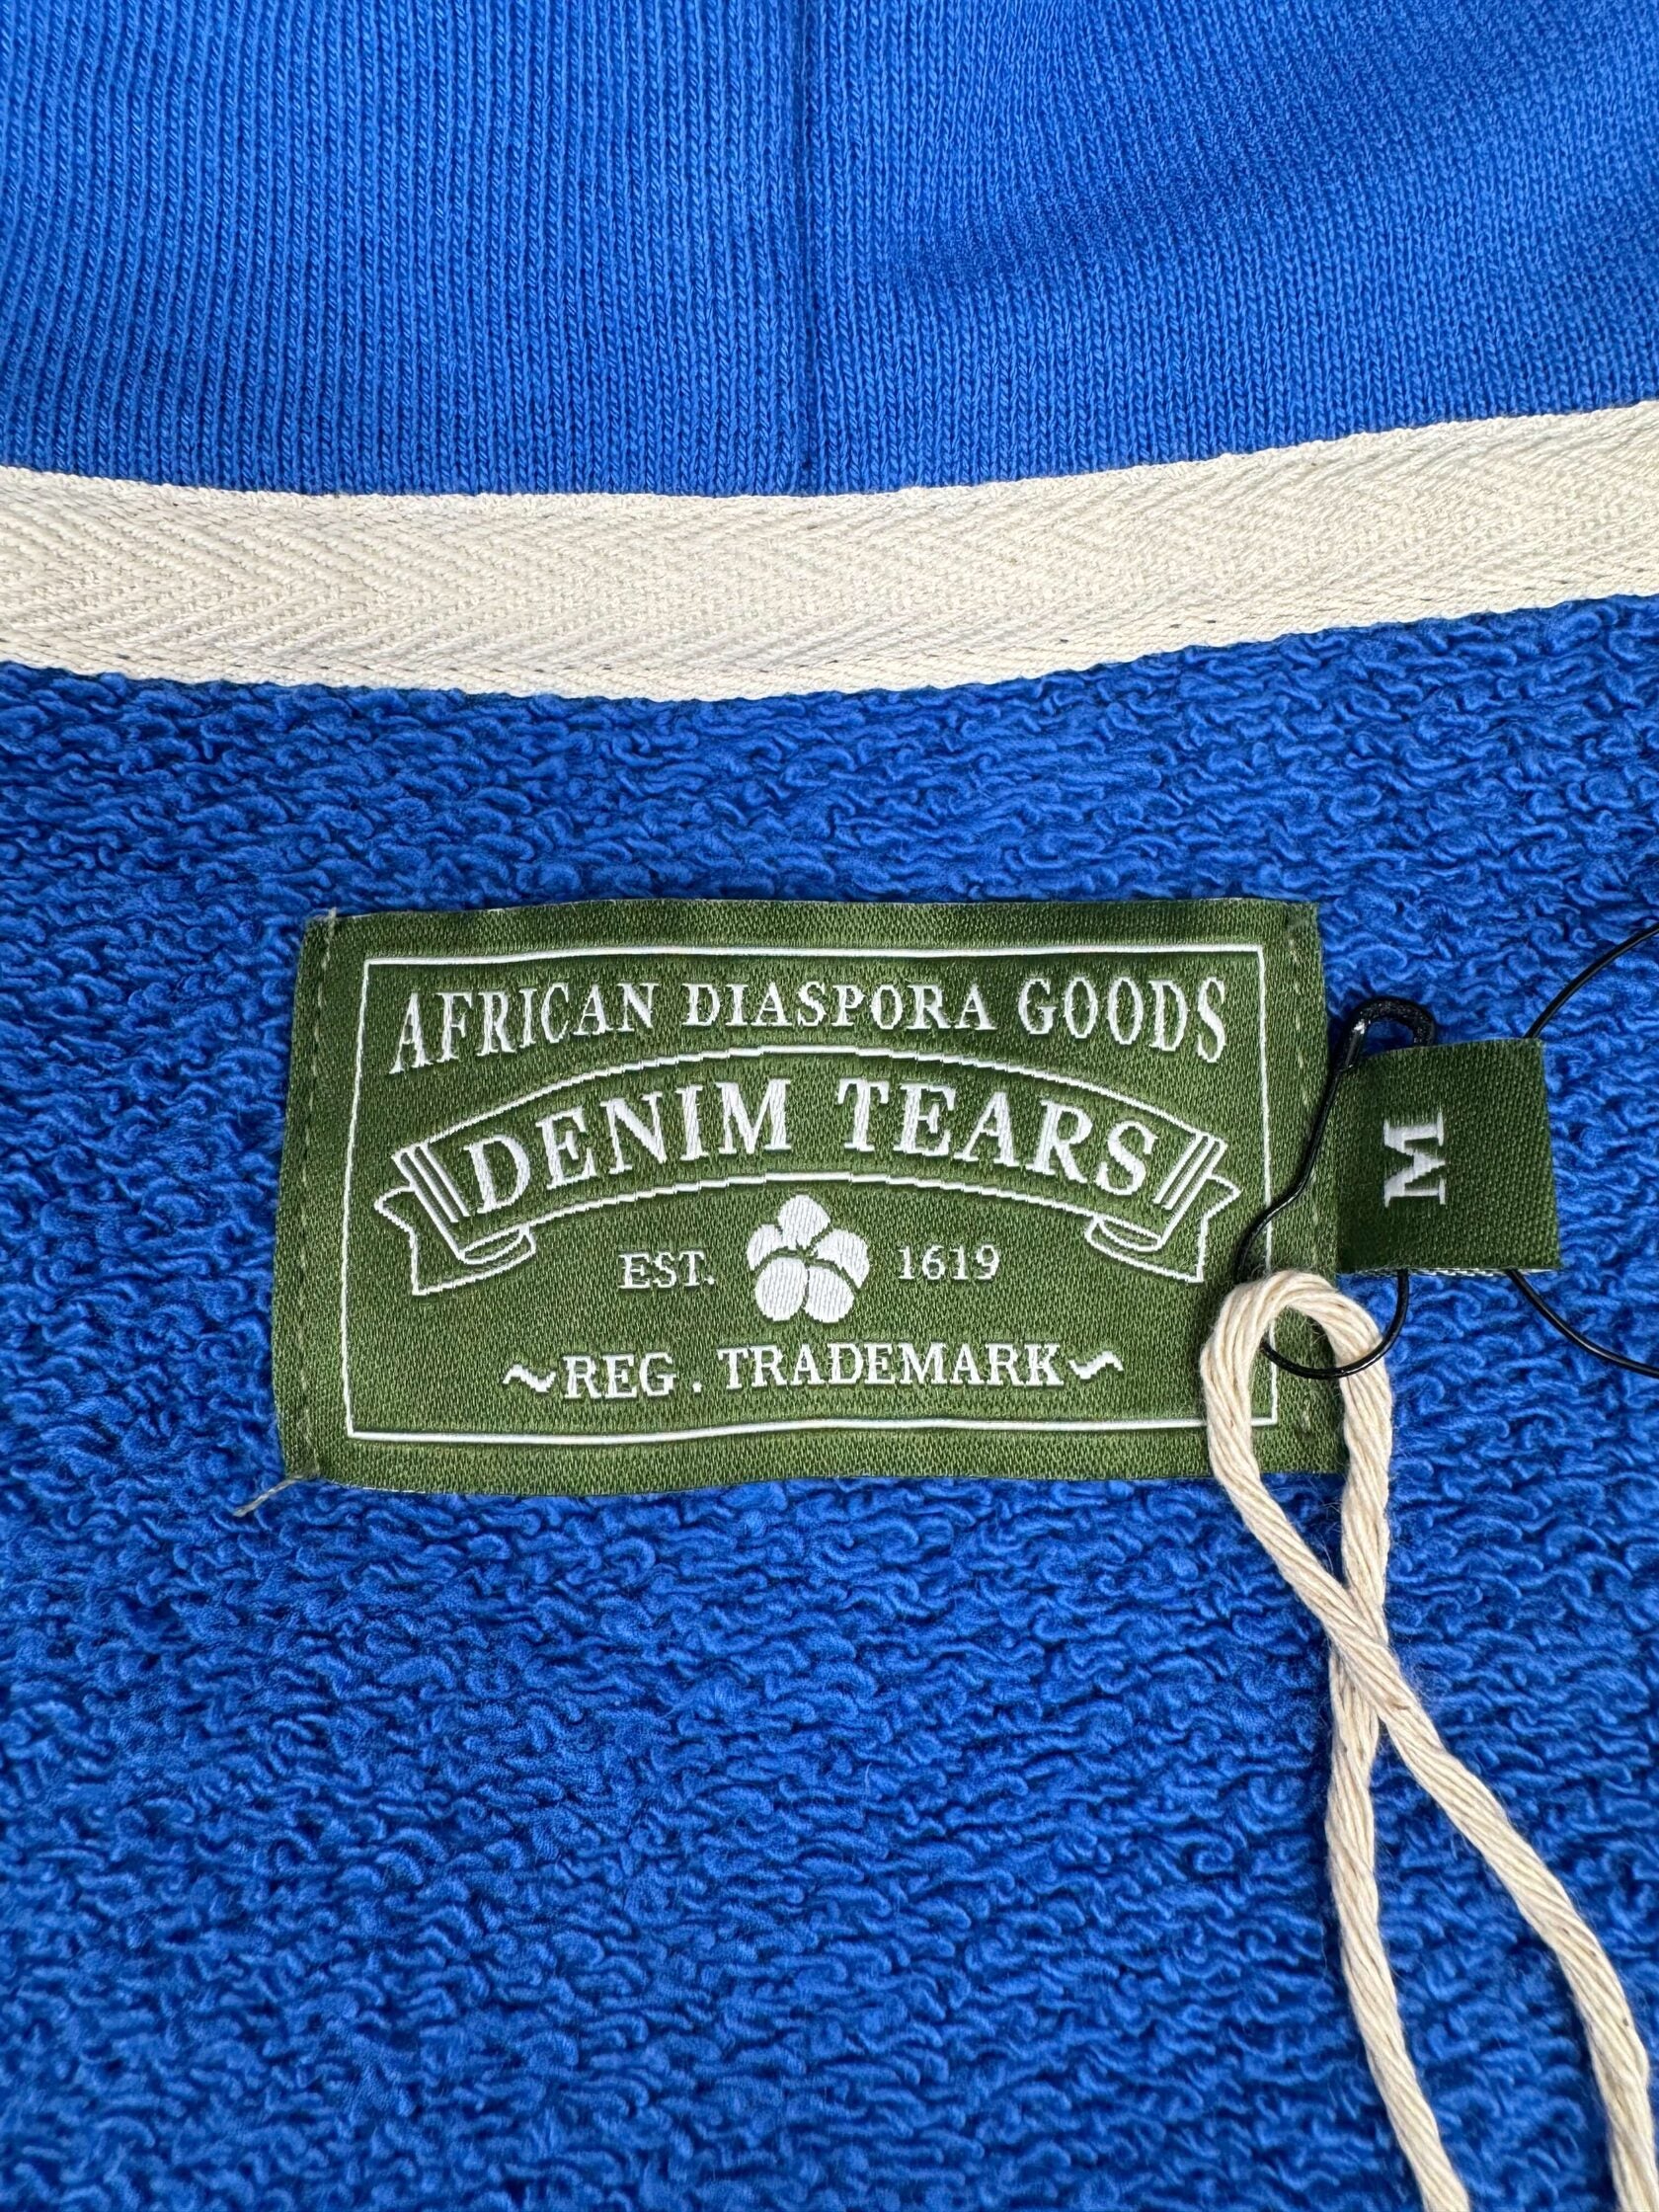 AFRICAN DIASPORA GOODS
DENIM TEARS
EST. 1619
~REG. TRADEMARK~
M